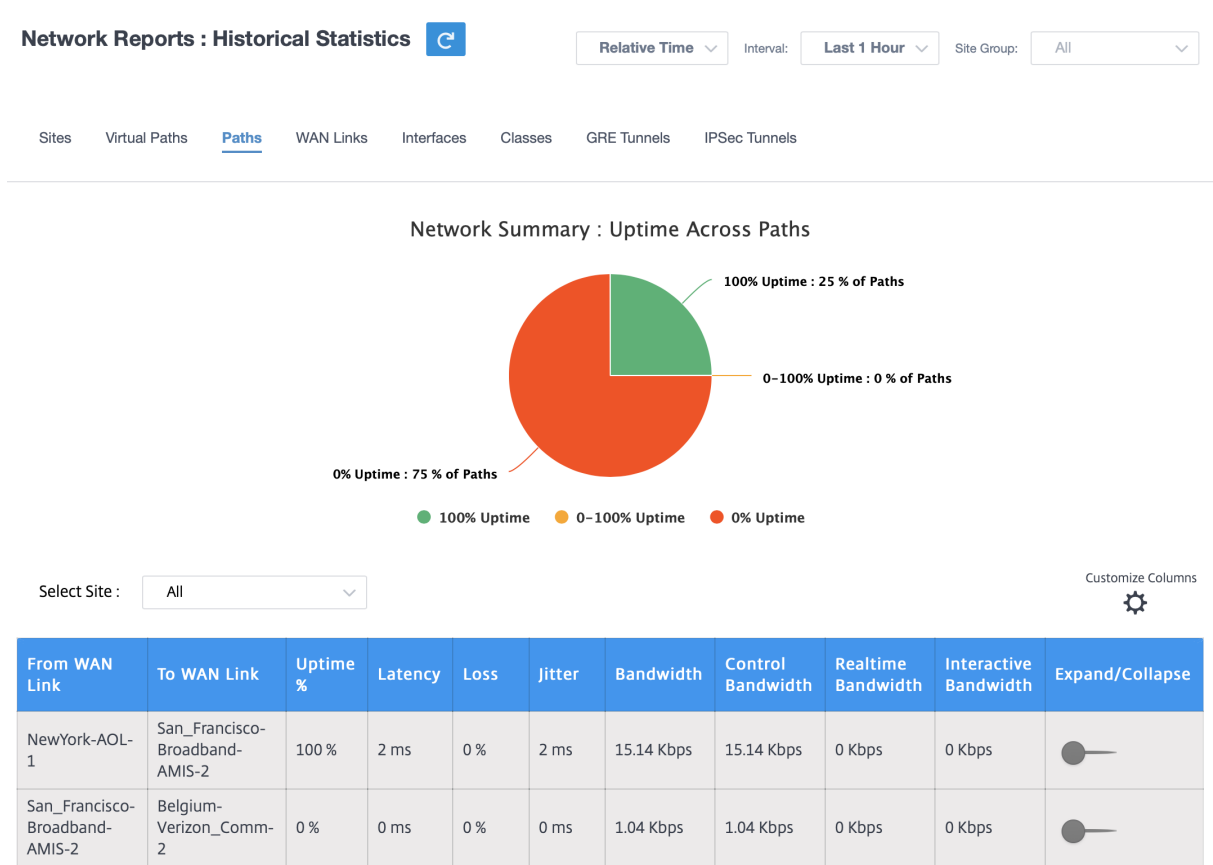 Network Reports : Historical Statistics
Relative Time
Interval:
Last 1 Hour
Site Group:
All
Sites
Virtual Paths
Paths
WAN Links
Interfaces
Classes
GRE Tunnels
IPSec Tunnels
Network Summary : Uptime Across Paths
100% Uptime : 25 % of Paths
0-100% Uptime : 0 % of Paths
0% Uptime : 75 % of Paths
100% Uptime
0-100% Uptime
0% Uptime
Select Site :
All
Customize Columns
From WAN
Link
To WAN Link
Uptime
%
Latency
Loss
Jitter
Bandwidth
Control
Bandwidth
Realtime
Bandwidth
Interactive
Bandwidth
Expand/Collapse
NewYork-AOL-
1
San_Francisco-
Broadband-
AMIS-2
100 %
2 ms
0 %
2 ms
15.14 Kbps
15.14 Kbps
0 Kbps
0 Kbps
San_Francisco-
Broadband-
AMIS-2
Belgium-
Verizon_Comm-
2
0 %
0 ms
0 %
0 ms
1.04 Kbps
1.04 Kbps
0 Kbps
0 Kbps